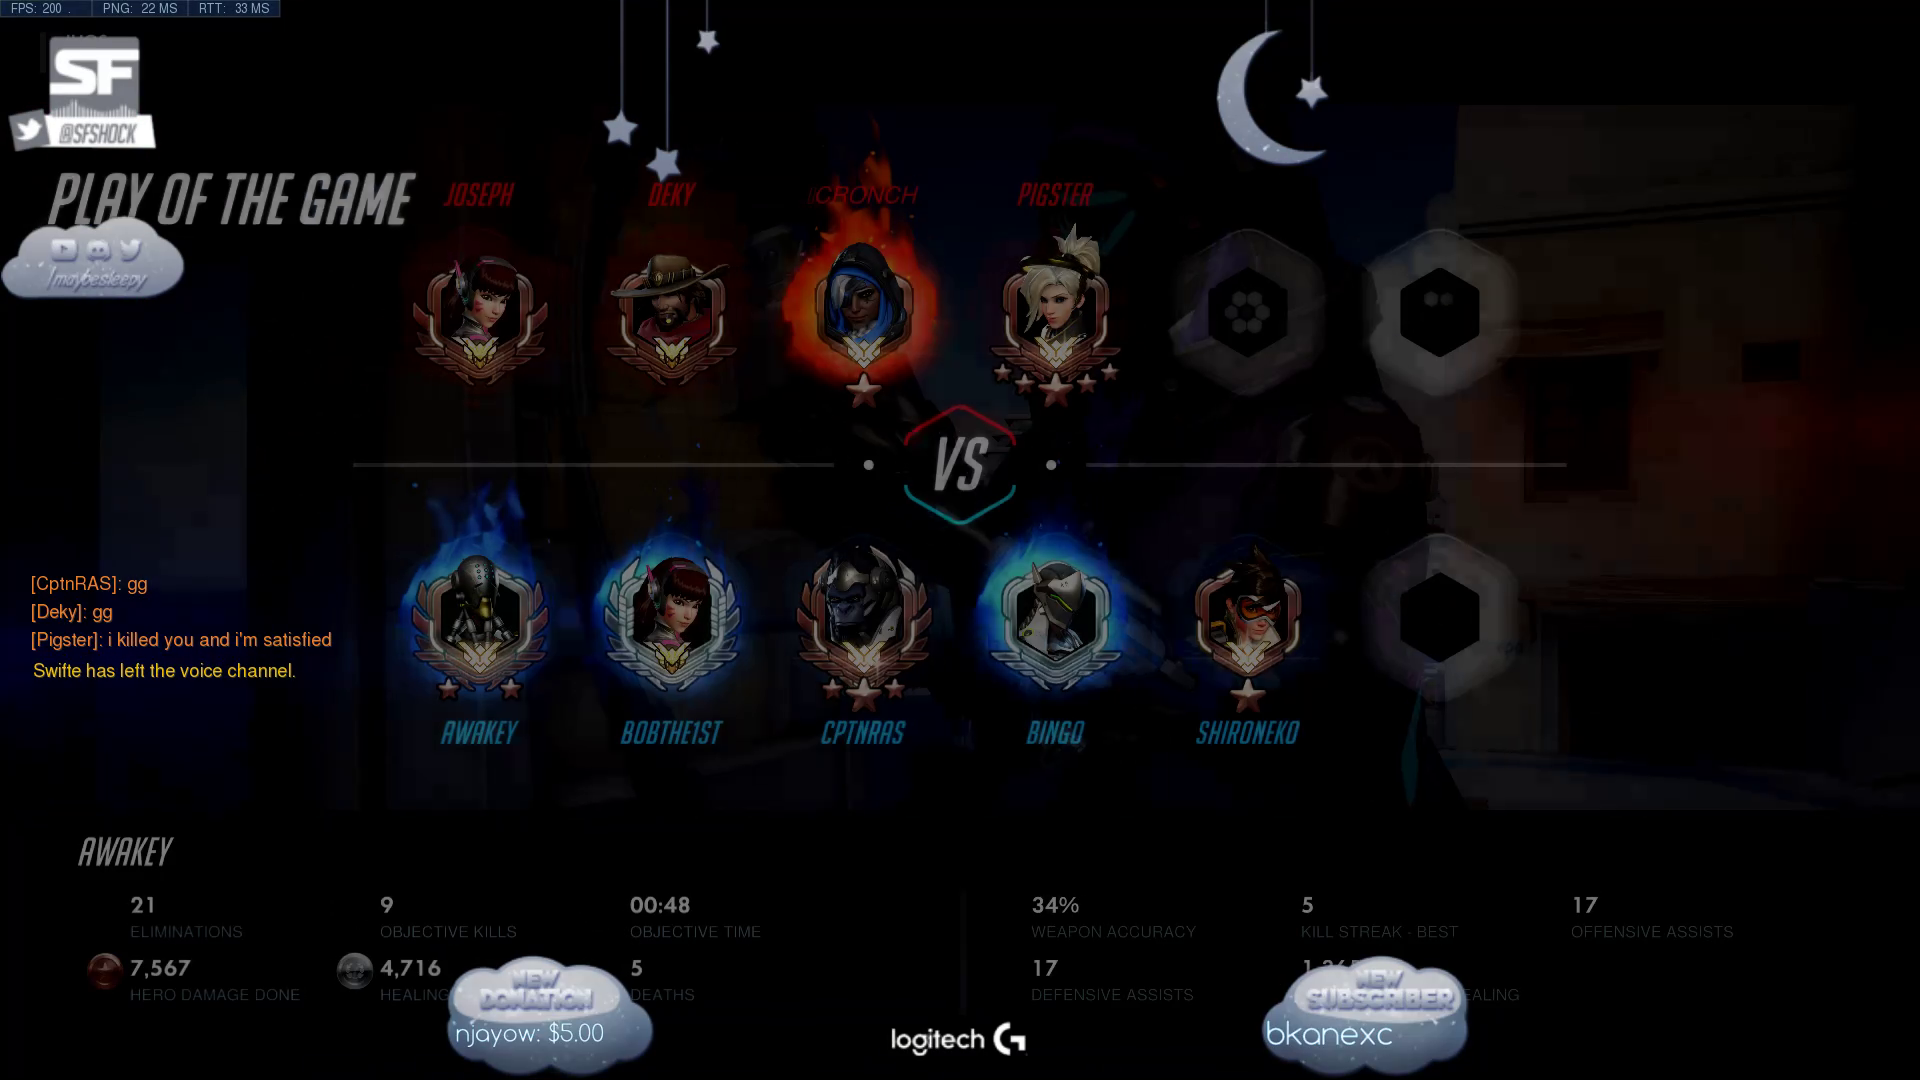 FPS: 200 . PNG: 22 MS RTT: 33 MS
SF
@SFSHOCK
PLAY OF THE GAME
/maybesleepy
JOSEPH DEKY CRONCH PIGSTER
VS
[CptnRAS]: gg
[Deky]: gg
[Pigster]: i killed you and i'm satisfied
Swifte has left the voice channel.
AWAKEY BOBTHE1ST CPTNRAS BINGO SHIRONEKO
AWAKEY
21 9 00:48 34% 5 17
ELIMINATIONS OBJECTIVE KILLS OBJECTIVE TIME WEAPON ACCURACY KILL STREAK - BEST OFFENSIVE ASSISTS
7,567 4,716 5 17
HERO DAMAGE DONE HEALING DEATHS DEFENSIVE ASSISTS
NEW DONATION
njayow: $5.00
logitech G
NEW SUBSCRIBER
bkanexc